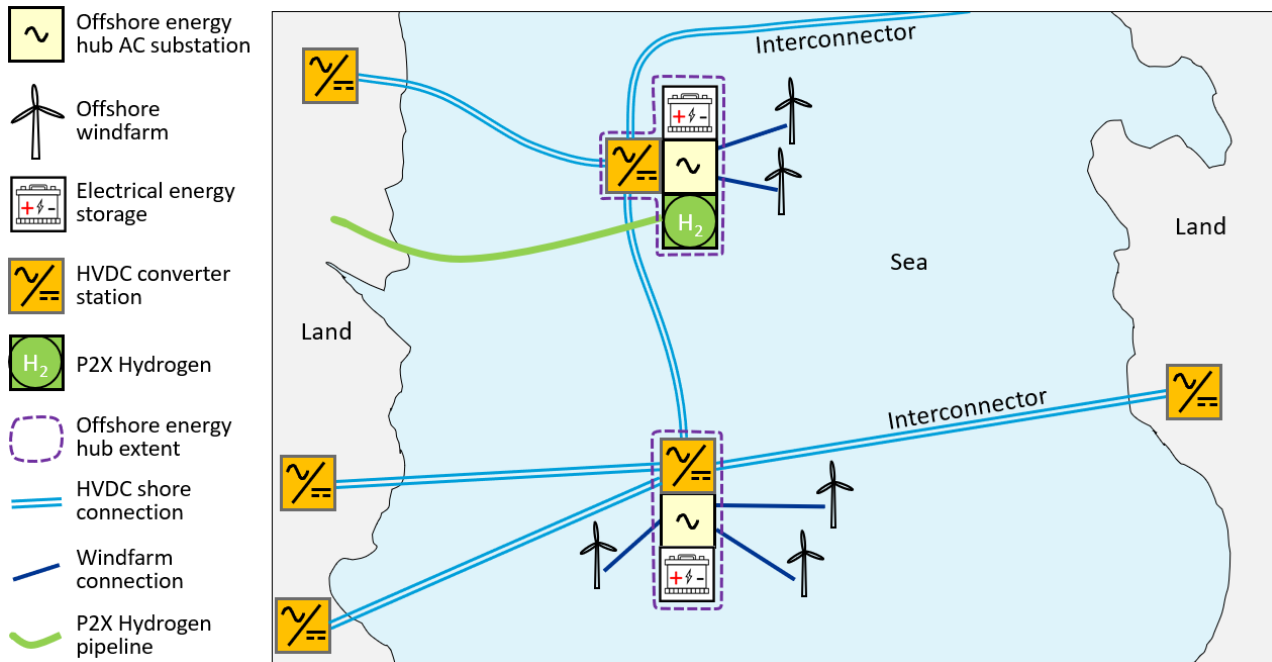 Offshore energy
hub AC substation
Offshore
windfarm
Electrical energy
storage
HVDC converter
station
H₂
P2X Hydrogen
Offshore energy
hub extent
HVDC shore
connection
Windfarm
connection
P2X Hydrogen
pipeline
Interconnector
H₂
Land
Sea
Land
Interconnector